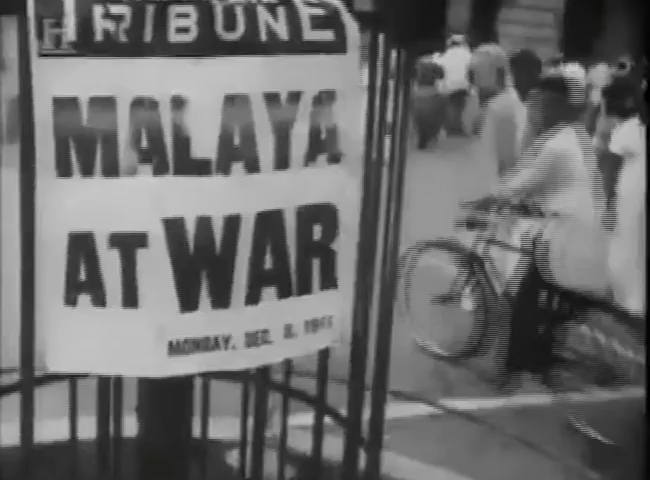 TRIBUNE
MALAYA
AT WAR
MONDAY, DEC. 8, 1941
H